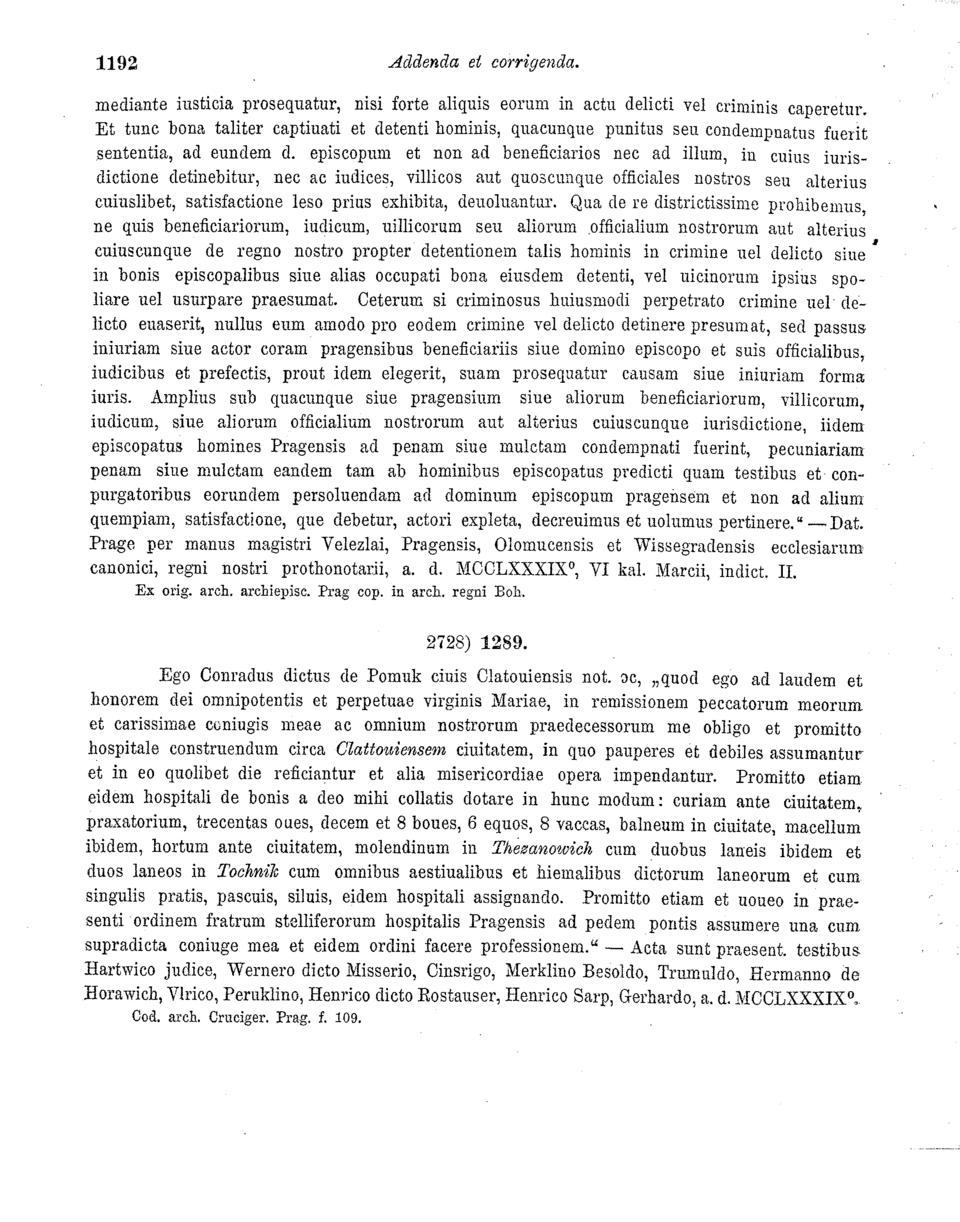 1192 Addenda et corrigenda.
mediante iusticia prosequatur, nisi forte aliquis eorum in actu delicti vel criminis caperetur.
Et tunc bona taliter captiuati et detenti hominis, quacunque punitus seu condempnatus fuerit
sententia, ad eundem d. episcopum et non ad beneficiarios nec ad illum, in cuius iuris-
dictione detinebitur, nec ac iudices, villicos aut quoscunque officiales nostros seu alterius
cuiuslibet, satisfactione leso prius exhibita, deuoluantur. Qua de re districtissime prohibemus,
ne quis beneficiariorum, iudicum, uillicorum seu aliorum officialium nostrorum aut alterius
cuiuscunque de regno nostro propter detentionem talis hominis in crimine uel delicto siue
in bonis episcopalibus siue alias occupati bona eiusdem detenti, vel uicinorum ipsius spo-
liare uel usurpare praesumat. Ceterum si criminosus huiusmodi perpetrato crimine uel de-
licto euaserit, nullus eum amodo pro eodem crimine vel delicto detinere presumat, sed passus
iniuriam siue actor coram pragensibus beneficiariis siue domino episcopo et suis officialibus,
iudicibus et prefectis, prout idem elegerit, suam prosequatur causam siue iniuriam forma
iuris. Amplius sub quacunque siue pragensium siue aliorum beneficiariorum, villicorum,
iudicum, siue aliorum officialium nostrorum aut alterius cuiuscunque iurisdictione, iidem
episcopatus homines Pragensis ad penam siue mulctam condempnati fuerint, pecuniariam
penam siue mulctam eandem tam ab hominibus episcopatus predicti quam testibus et con-
purgatoribus eorundem persoluendam ad dominum episcopum pragensem et non ad alium
quempiam, satisfactione, que debetur, actori expleta, decreuimus et uolumus pertinere.“ — Dat.
Prage per manus magistri Velezlai, Pragensis, Olomucensis et Wissegradensis ecclesiarum
canonici, regni nostri prothonotarii, a. d. MCCLXXXIX⁰, VI kal. Marcii, indict. II.
Ex orig. arch. archiepisc. Prag cop. in arch. regni Boh.
2728) 1289.
Ego Conradus dictus de Pomuk ciuis Clatouiensis not. ɔc, „quod ego ad laudem et
honorem dei omnipotentis et perpetuae virginis Mariae, in remissionem peccatorum meorum
et carissimae coniugis meae ac omnium nostrorum praedecessorum me obligo et promitto
hospitale construendum circa Clattouiensem ciuitatem, in quo pauperes et debiles assumantur
et in eo quolibet die reficiantur et alia misericordiae opera impendantur. Promitto etiam
eidem hospitali de bonis a deo mihi collatis dotare in hunc modum: curiam ante ciuitatem,
praxatorium, trecentas oues, decem et 8 boues, 6 equos, 8 vaccas, balneum in ciuitate, macellum
ibidem, hortum ante ciuitatem, molendinum in Thezanowich cum duobus laneis ibidem et
duos laneos in Tochnik cum omnibus aestiualibus et hiemalibus dictorum laneorum et cum
singulis pratis, pascuis, siluis, eidem hospitali assignando. Promitto etiam et uoueo in prae-
senti ordinem fratrum stelliferorum hospitalis Pragensis ad pedem pontis assumere una cum
supradicta coniuge mea et eidem ordini facere professionem.“ — Acta sunt praesent. testibus
Hartwico judice, Wernero dicto Misserio, Cinsrigo, Merklino Besoldo, Trumuldo, Hermanno de
Horawich, Vlrico, Peruklino, Henrico dicto Rostauser, Henrico Sarp, Gerhardo, a. d. MCCLXXXIX⁰.
Cod. arch. Cruciger. Prag. f. 109.